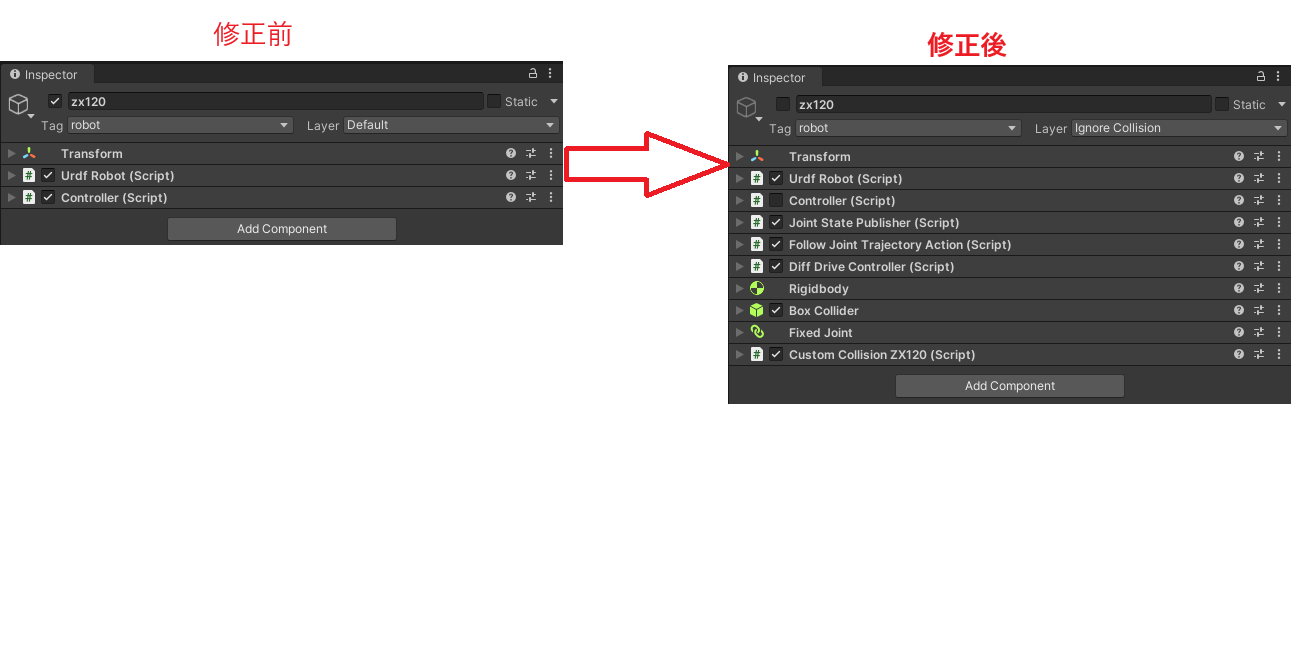 修正前
修正後
Inspector
zx120
Static
Tag robot Layer Default
Transform
Urdf Robot (Script)
Controller (Script)
Add Component
Inspector
zx120
Static
Tag robot Layer Ignore Collision
Transform
Urdf Robot (Script)
Controller (Script)
Joint State Publisher (Script)
Follow Joint Trajectory Action (Script)
Diff Drive Controller (Script)
Rigidbody
Box Collider
Fixed Joint
Custom Collision ZX120 (Script)
Add Component